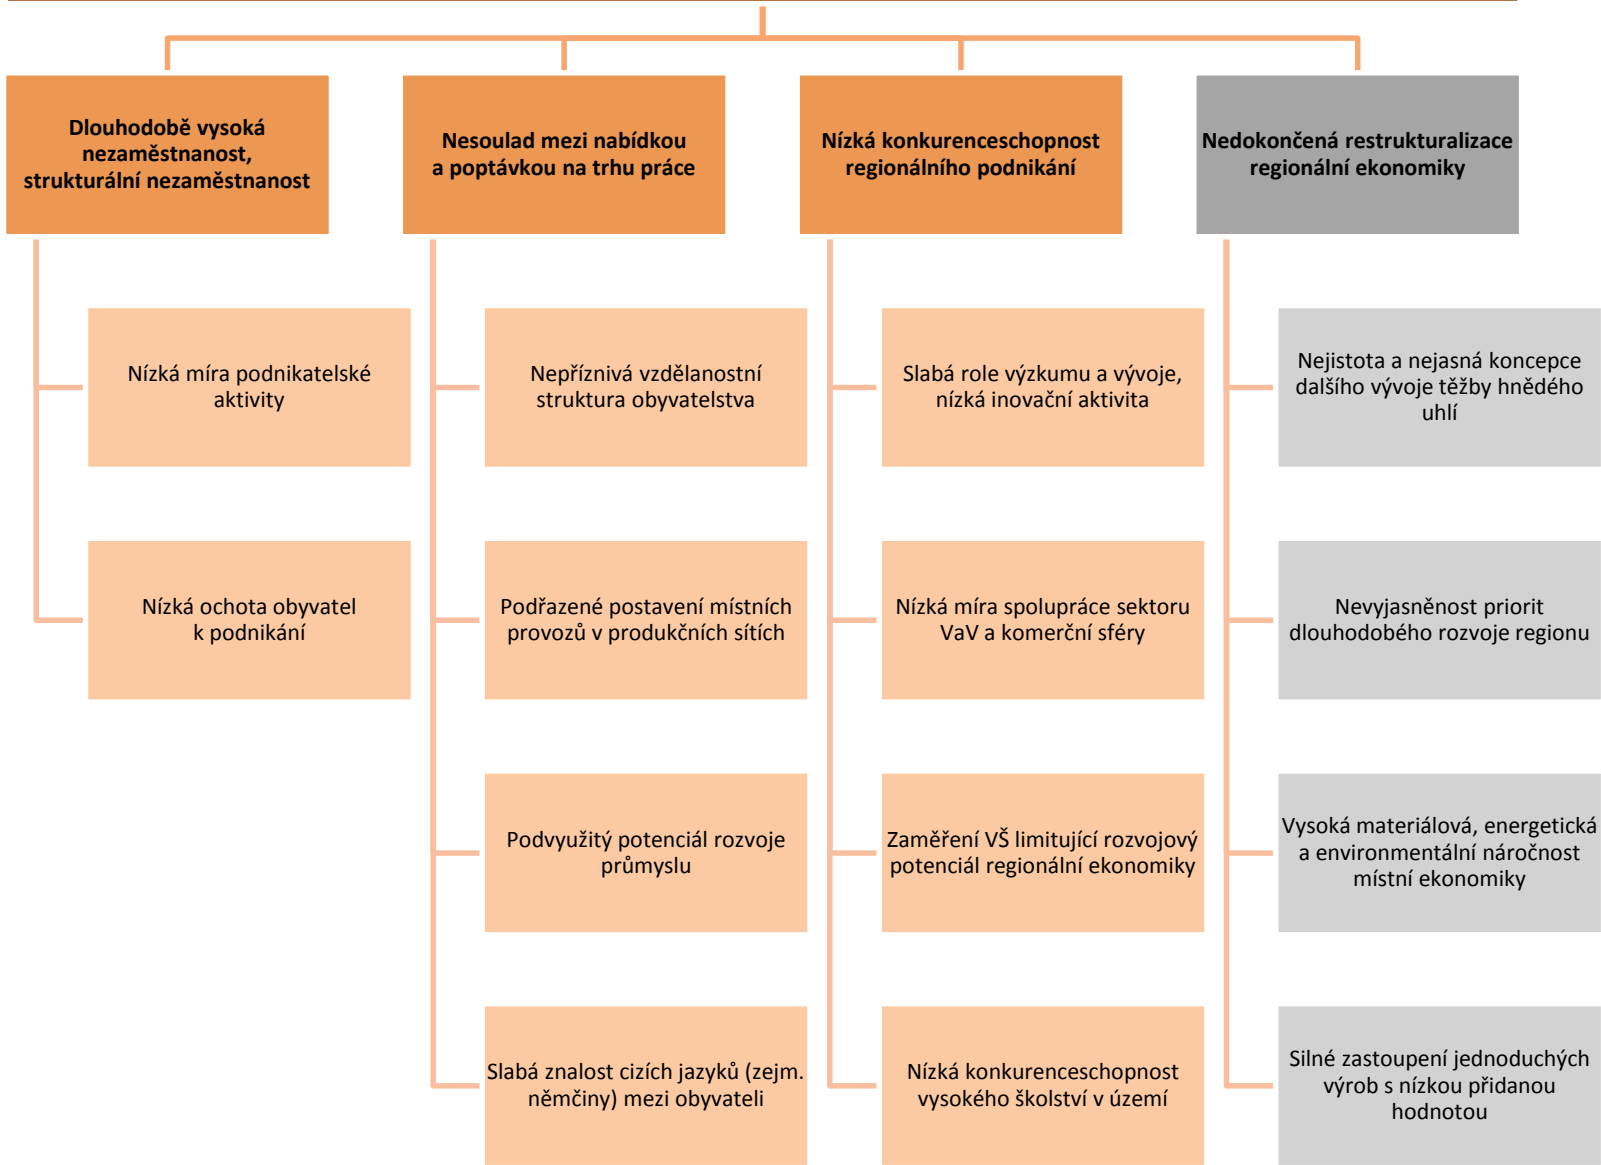 Dlouhodobě vysoká
nezaměstnanost,
strukturální nezaměstnanost
Nesoulad mezi nabídkou
a poptávkou na trhu práce
Nízká konkurenceschopnost
regionálního podnikání
Nedokončená restrukturalizace
regionální ekonomiky
Nízká míra podnikatelské
aktivity
Nepříznivá vzdělanostní
struktura obyvatelstva
Slabá role výzkumu a vývoje,
nízká inovační aktivita
Nejistota a nejasná koncepce
dalšího vývoje těžby hnědého
uhlí
Nízká ochota obyvatel
k podnikání
Podřazené postavení místních
provozů v produkčních sítích
Nízká míra spolupráce sektoru
VaV a komerční sféry
Nevyjasněnost priorit
dlouhodobého rozvoje regionu
Podvyužitý potenciál rozvoje
průmyslu
Zaměření VŠ limitující rozvojový
potenciál regionální ekonomiky
Vysoká materiálová, energetická
a environmentální náročnost
místní ekonomiky
Slabá znalost cizích jazyků (zejm.
němčiny) mezi obyvateli
Nízká konkurenceschopnost
vysokého školství v území
Silné zastoupení jednoduchých
výrob s nízkou přidanou
hodnotou